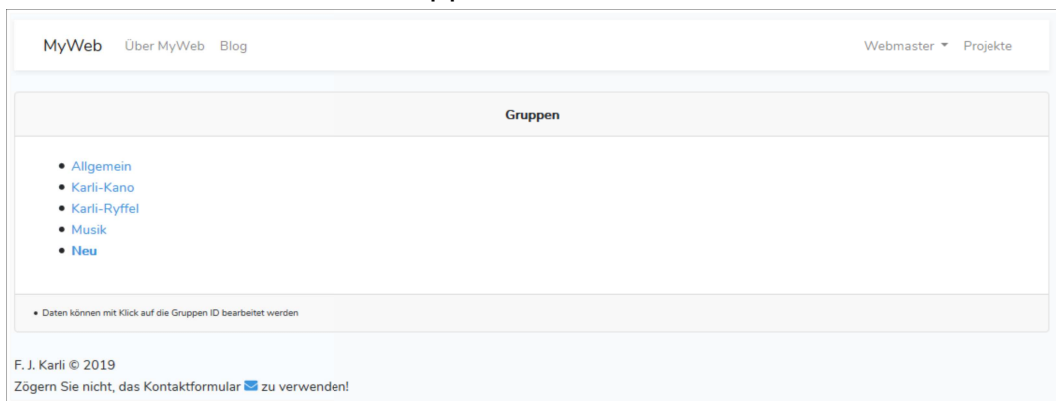 MyWeb Über MyWeb Blog Webmaster Projekte
Gruppen
Allgemein
Karli-Kano
Karli-Ryffel
Musik
Neu
Daten können mit Klick auf die Gruppen ID bearbeitet werden
F. J. Karli © 2019
Zögern Sie nicht, das Kontaktformular zu verwenden!